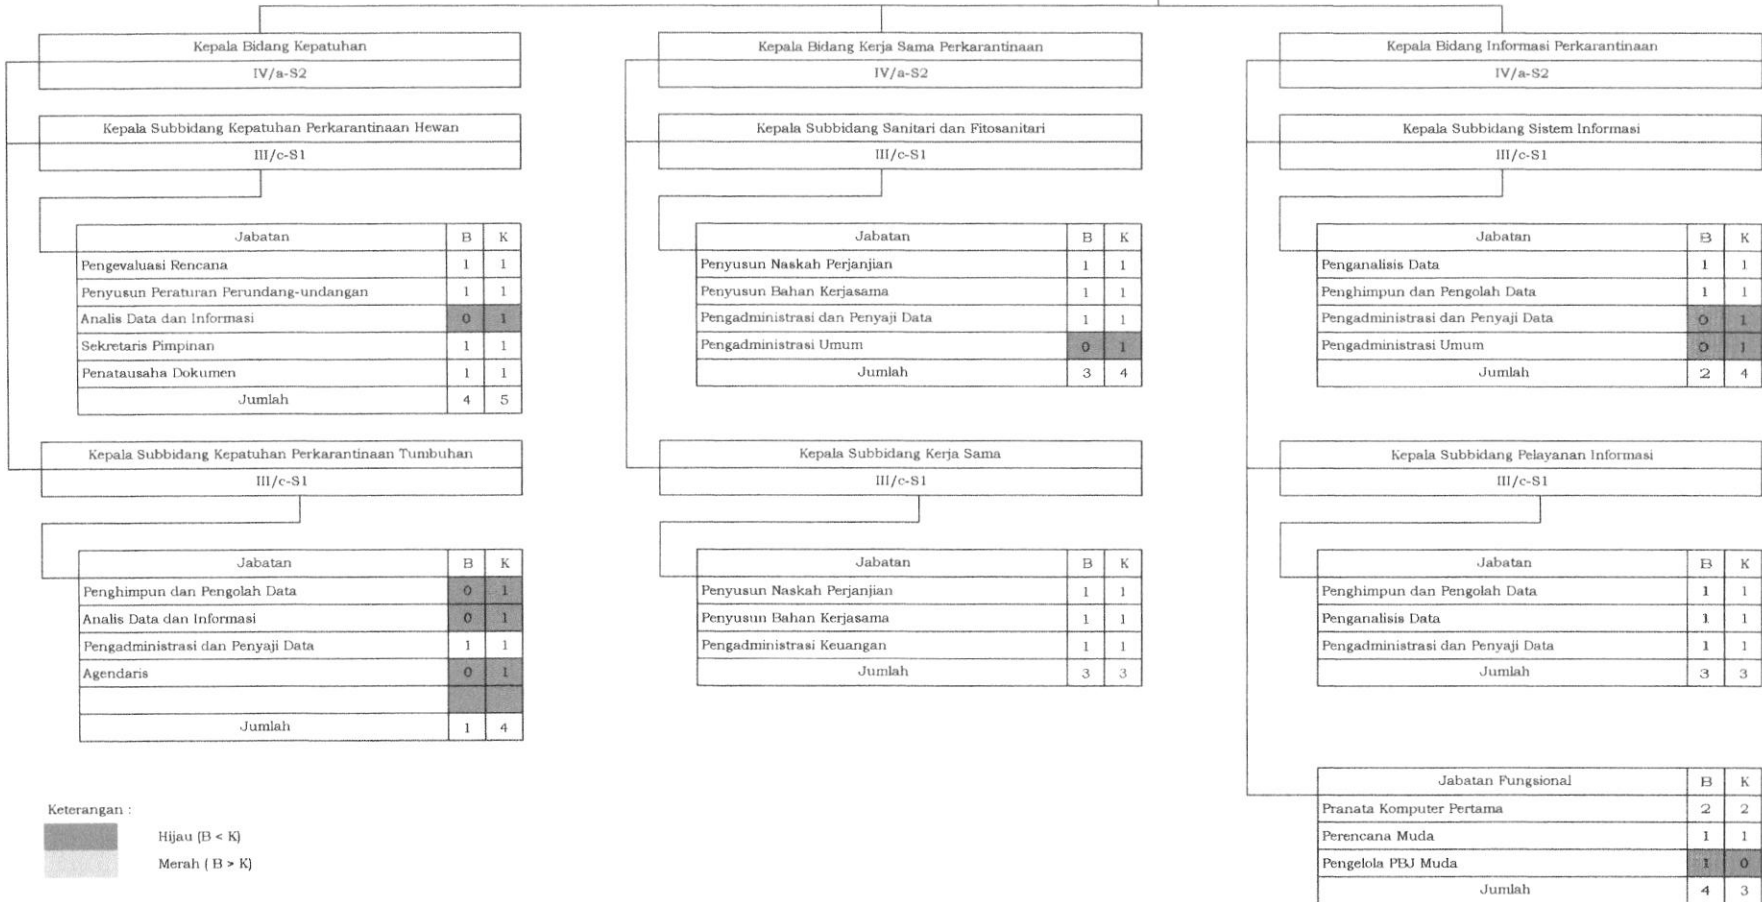 Kepala Bidang Kepatuhan
IV/a-S2
Kepala Subbidang Kepatuhan Perkarantinaan Hewan
III/c-S1
Jabatan B K
Pengevaluasi Rencana 1 1
Penyusun Peraturan Perundang-undangan 1 1
Analis Data dan Informasi 0 1
Sekretaris Pimpinan 1 1
Penatausaha Dokumen 1 1
Jumlah 4 5
Kepala Subbidang Kepatuhan Perkarantinaan Tumbuhan
III/c-S1
Jabatan B K
Penghimpun dan Pengolah Data 0 1
Analis Data dan Informasi 0 1
Pengadministrasi dan Penyaji Data 1 1
Agendaris 0 1
Jumlah 1 4
Keterangan :
Hijau (B < K)
Merah ( B > K)
Kepala Bidang Kerja Sama Perkarantinaan
IV/a-S2
Kepala Subbidang Sanitari dan Fitosanitari
III/c-S1
Jabatan B K
Penyusun Naskah Perjanjian 1 1
Penyusun Bahan Kerjasama 1 1
Pengadministrasi dan Penyaji Data 1 1
Pengadministrasi Umum 0 1
Jumlah 3 4
Kepala Subbidang Kerja Sama
III/c-S1
Jabatan B K
Penyusun Naskah Perjanjian 1 1
Penyusun Bahan Kerjasama 1 1
Pengadministrasi Keuangan 1 1
Jumlah 3 3
Kepala Bidang Informasi Perkarantinaan
IV/a-S2
Kepala Subbidang Sistem Informasi
III/c-S1
Jabatan B K
Penganalisis Data 1 1
Penghimpun dan Pengolah Data 1 1
Pengadministrasi dan Penyaji Data 0 1
Pengadministrasi Umum 0 1
Jumlah 2 4
Kepala Subbidang Pelayanan Informasi
III/c-S1
Jabatan B K
Penghimpun dan Pengolah Data 1 1
Penganalisis Data 1 1
Pengadministrasi dan Penyaji Data 1 1
Jumlah 3 3
Jabatan Fungsional B K
Pranata Komputer Pertama 2 2
Perencana Muda 1 1
Pengelola PBJ Muda 1 0
Jumlah 4 3